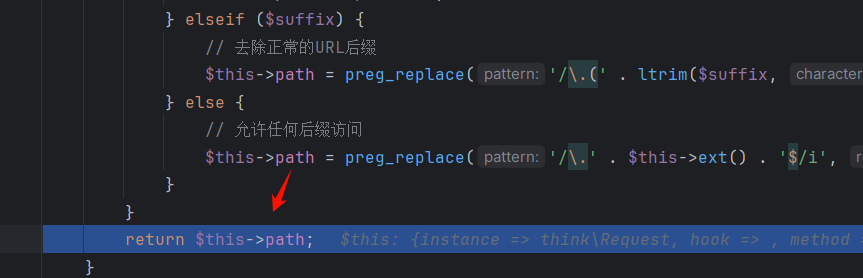 } elseif ($suffix) {
// 去除正常的URL后缀
$this->path = preg_replace( pattern: '/\.(' . ltrim($suffix, character
} else {
// 允许任何后缀访问
$this->path = preg_replace( pattern: '/\.' . $this->ext() . '$/i', r
}
}
return $this->path; $this: {instance => think\Request, hook => , method =
}